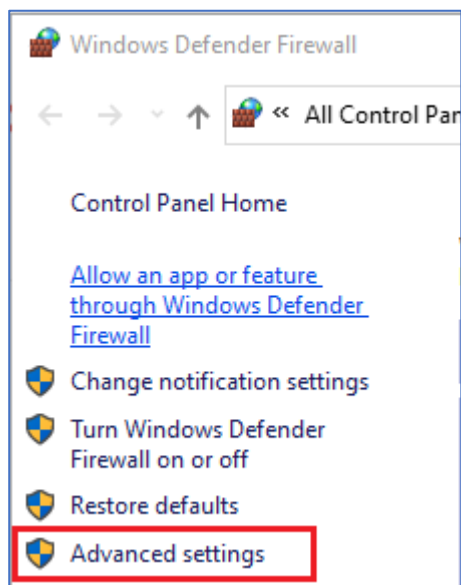 Windows Defender Firewall
« All Control Par
Control Panel Home
Allow an app or feature
through Windows Defender
Firewall
Change notification settings
Turn Windows Defender
Firewall on or off
Restore defaults
Advanced settings